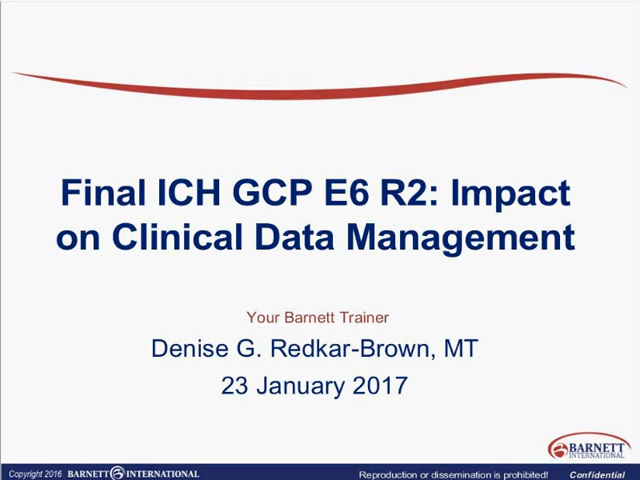 Final ICH GCP E6 R2: Impact
on Clinical Data Management
Your Barnett Trainer
Denise G. Redkar-Brown, MT
23 January 2017
BARNETT
INTERNATIONAL
Copyright 2016 BARNETT INTERNATIONAL Reproduction or dissemination is prohibited! Confidential